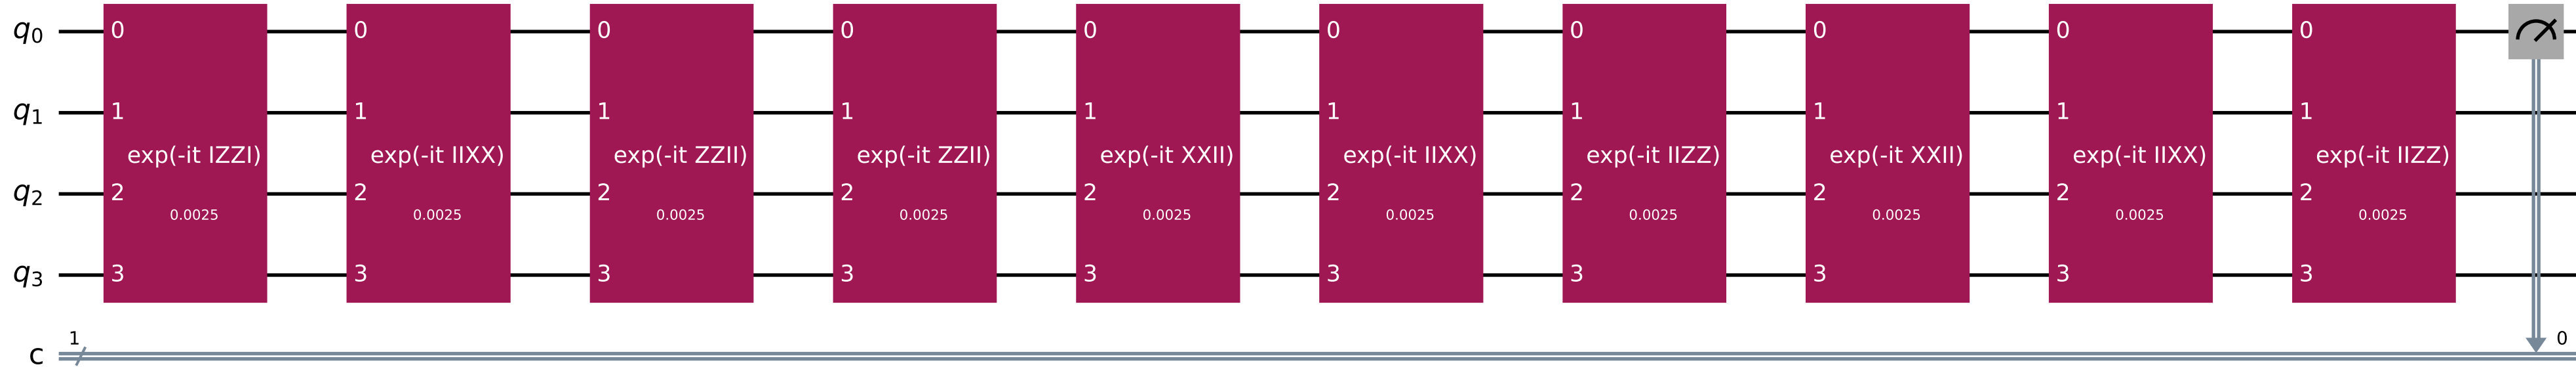 q0 0 0 0 0 0 0 0 0 0 0
q1 1 1 1 1 1 1 1 1 1 1
exp(-it IZZI) exp(-it IIXX) exp(-it ZZII) exp(-it ZZII) exp(-it XXII) exp(-it IIXX) exp(-it IIZZ) exp(-it XXII) exp(-it IIXX) exp(-it IIZZ)
q2 2 2 2 2 2 2 2 2 2 2
0.0025 0.0025 0.0025 0.0025 0.0025 0.0025 0.0025 0.0025 0.0025 0.0025
q3 3 3 3 3 3 3 3 3 3 3
1 0
c